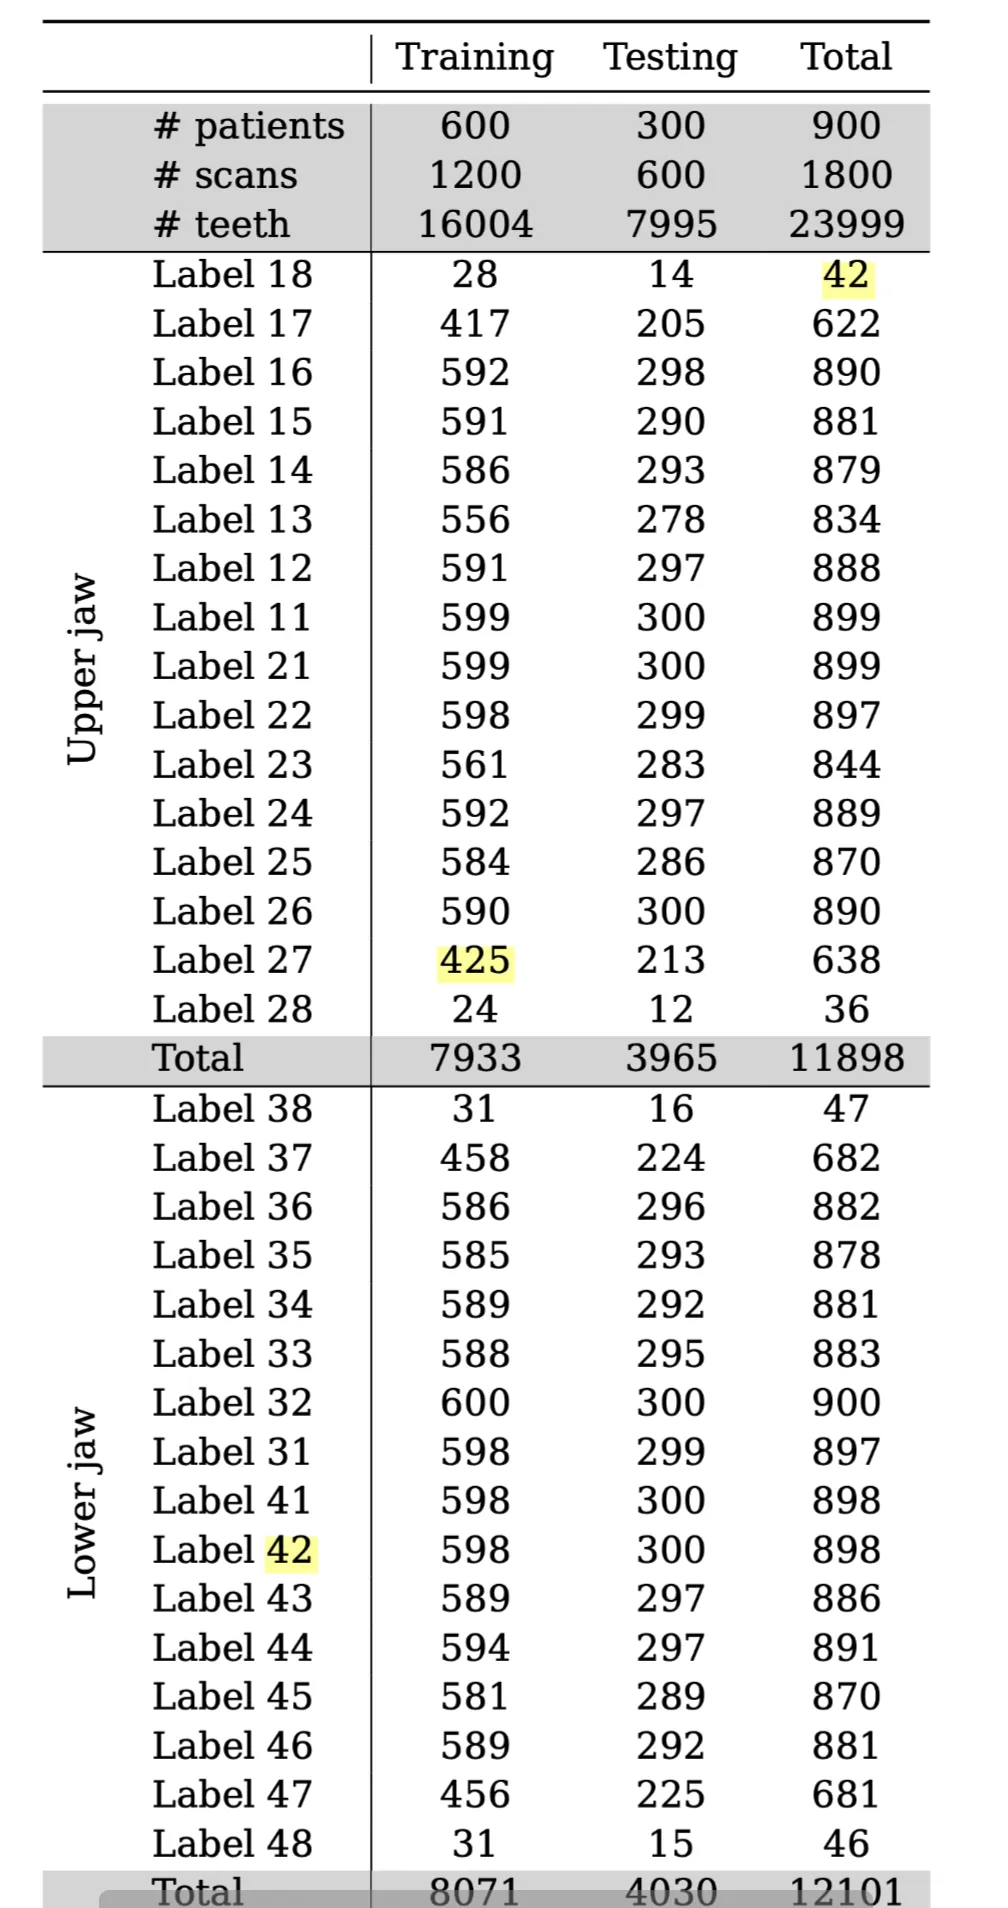 Training Testing Total
# patients 600 300 900
# scans 1200 600 1800
# teeth 16004 7995 23999
Upper jaw
Label 18 28 14 42
Label 17 417 205 622
Label 16 592 298 890
Label 15 591 290 881
Label 14 586 293 879
Label 13 556 278 834
Label 12 591 297 888
Label 11 599 300 899
Label 21 599 300 899
Label 22 598 299 897
Label 23 561 283 844
Label 24 592 297 889
Label 25 584 286 870
Label 26 590 300 890
Label 27 425 213 638
Label 28 24 12 36
Total 7933 3965 11898
Lower jaw
Label 38 31 16 47
Label 37 458 224 682
Label 36 586 296 882
Label 35 585 293 878
Label 34 589 292 881
Label 33 588 295 883
Label 32 600 300 900
Label 31 598 299 897
Label 41 598 300 898
Label 42 598 300 898
Label 43 589 297 886
Label 44 594 297 891
Label 45 581 289 870
Label 46 589 292 881
Label 47 456 225 681
Label 48 31 15 46
Total 8071 4030 12101